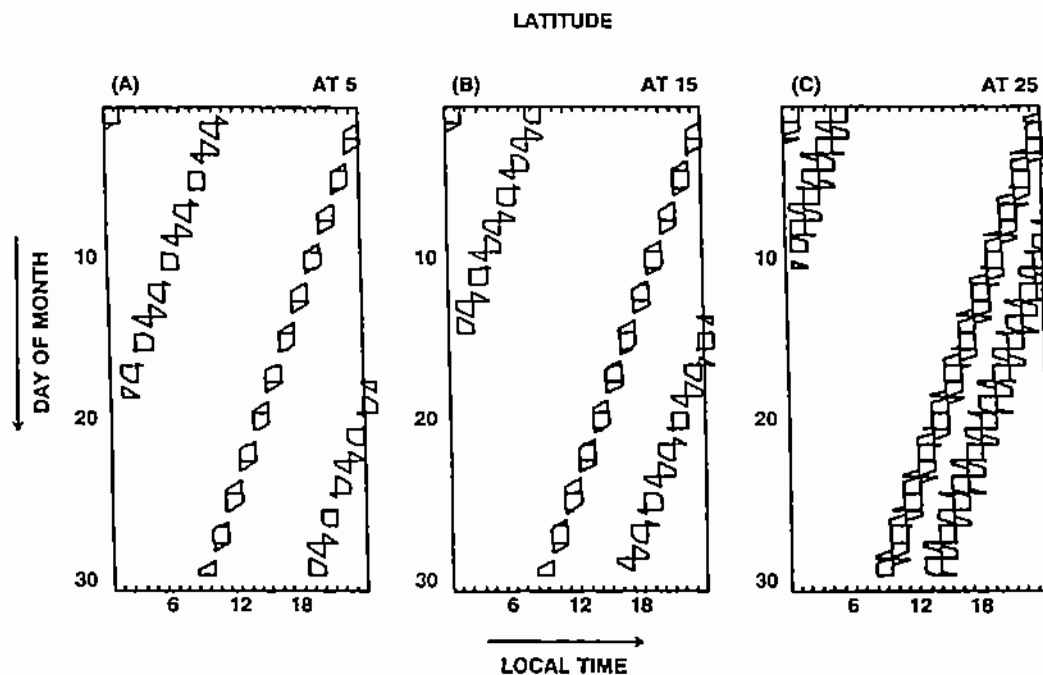 LATITUDE
(A) AT 5 (B) AT 15 (C) AT 25
10 10 10
20 20 20
30 30 30
6 12 18 6 12 18 6 12 18
DAY OF MONTH
LOCAL TIME